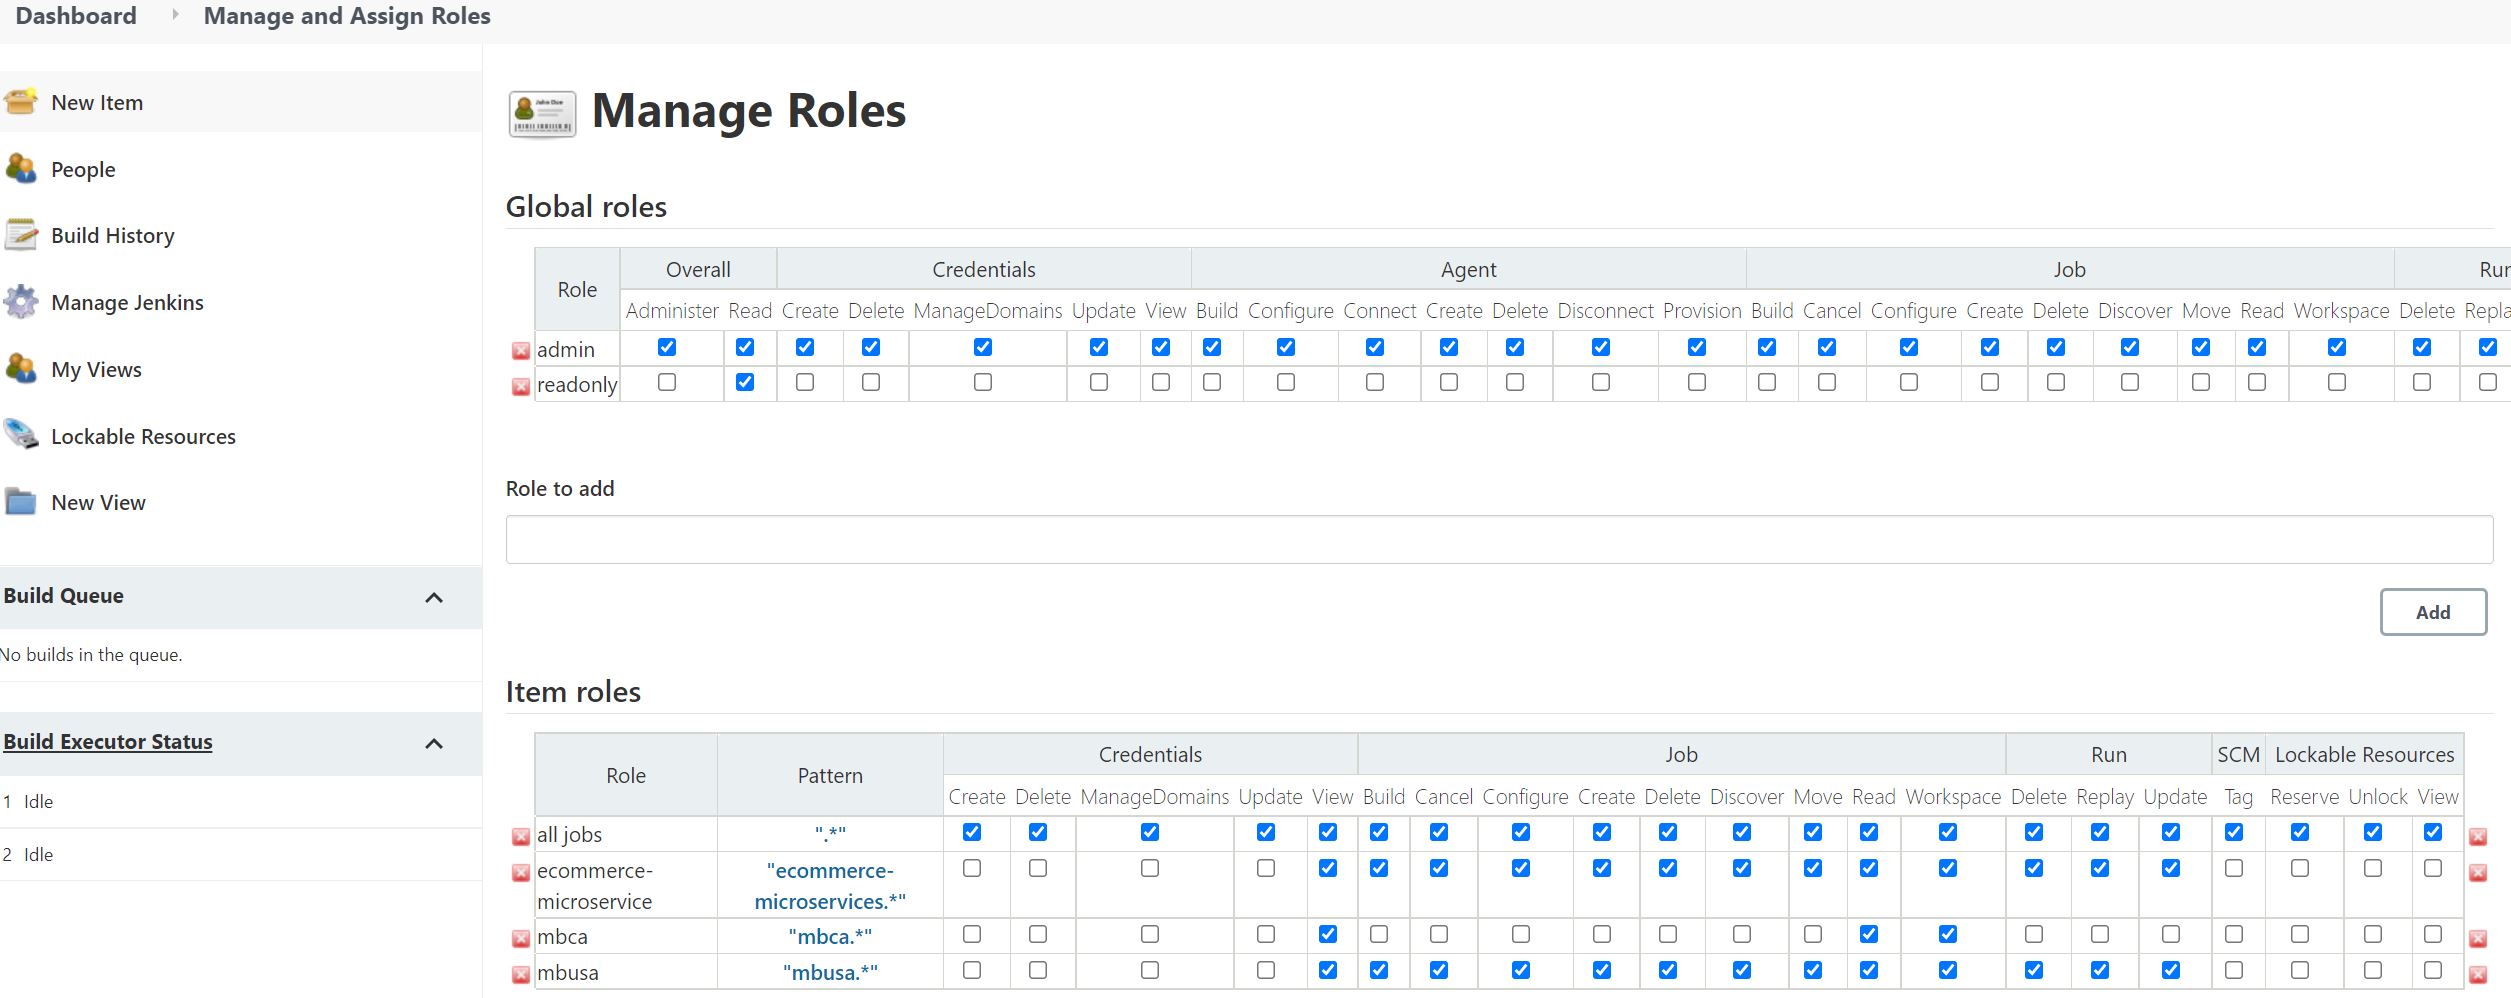 Dashboard Manage and Assign Roles
New Item
People
Build History
Manage Jenkins
My Views
Lockable Resources
New View
Build Queue
No builds in the queue.
Build Executor Status
1 Idle
2 Idle
John Doe
Manage Roles
Global roles
Role Overall Credentials Agent Job Run
Administer Read Create Delete ManageDomains Update View Build Configure Connect Create Delete Disconnect Provision Build Cancel Configure Create Delete Discover Move Read Workspace Delete Repla
admin
readonly
Role to add
Add
Item roles
Role Pattern Credentials Job Run SCM Lockable Resources
Create Delete ManageDomains Update View Build Cancel Configure Create Delete Discover Move Read Workspace Delete Replay Update Tag Reserve Unlock View
all jobs ".*"
ecommerce- "ecommerce-
microservice microservices.*"
mbca "mbca.*"
mbusa "mbusa.*"